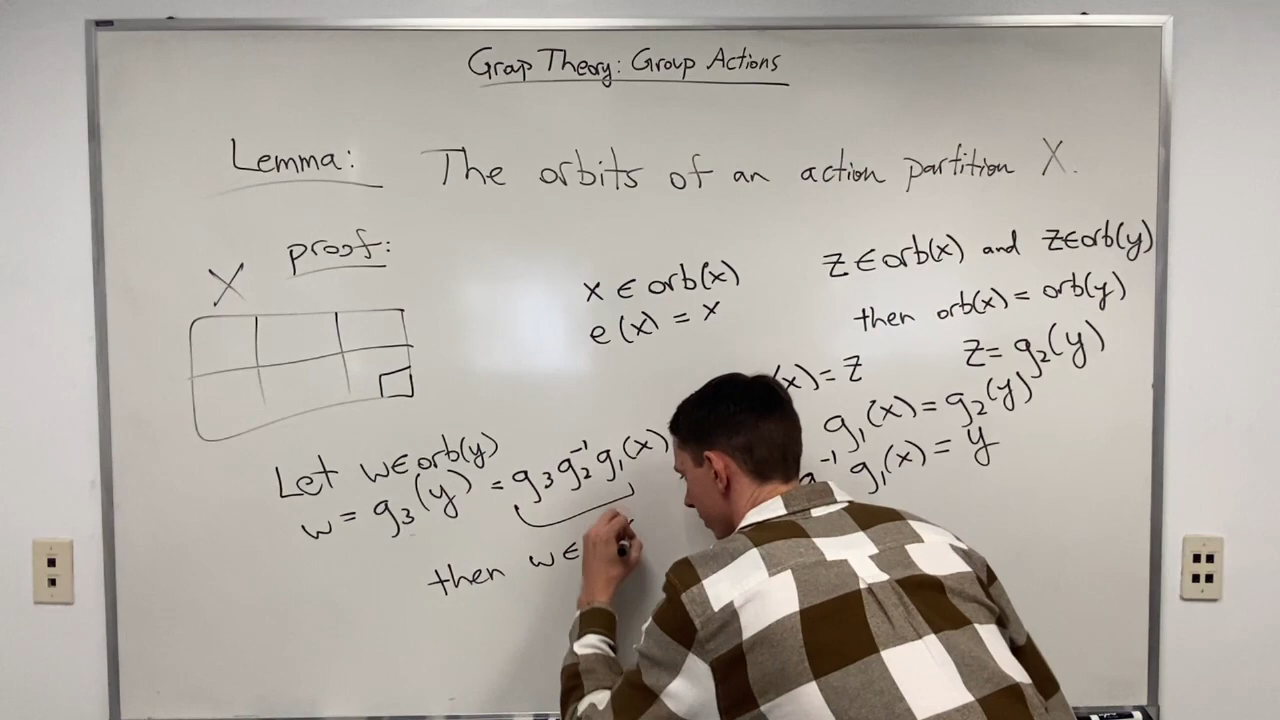 Grap Theory: Group Actions
Lemma: The orbits of an action partition X.
proof:
X
x ∈ orb(x)
e(x) = x
z ∈ orb(x) and z∈orb(y)
then orb(x) = orb(y)
(x) = z
z = g₂(y)
g₁(x) = g₂(y)
⁻¹ g₁(x) = y
Let w∈orb(y)
w = g₃(y) = g₃g₂⁻¹g₁(x)
then w∈